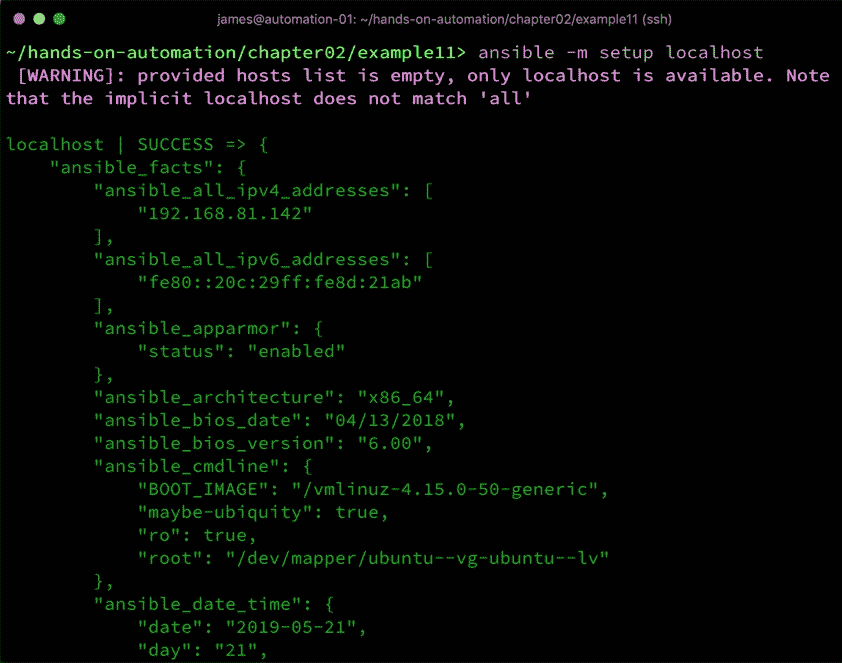 james@automation-01: ~/hands-on-automation/chapter02/example11 (ssh)
~/hands-on-automation/chapter02/example11> ansible -m setup localhost
 [WARNING]: provided hosts list is empty, only localhost is available. Note
that the implicit localhost does not match 'all'

localhost | SUCCESS => {
    "ansible_facts": {
        "ansible_all_ipv4_addresses": [
            "192.168.81.142"
        ],
        "ansible_all_ipv6_addresses": [
            "fe80::20c:29ff:fe8d:21ab"
        ],
        "ansible_apparmor": {
            "status": "enabled"
        },
        "ansible_architecture": "x86_64",
        "ansible_bios_date": "04/13/2018",
        "ansible_bios_version": "6.00",
        "ansible_cmdline": {
            "BOOT_IMAGE": "/vmlinuz-4.15.0-50-generic",
            "maybe-ubiquity": true,
            "ro": true,
            "root": "/dev/mapper/ubuntu--vg-ubuntu--lv"
        },
        "ansible_date_time": {
            "date": "2019-05-21",
            "day": "21",